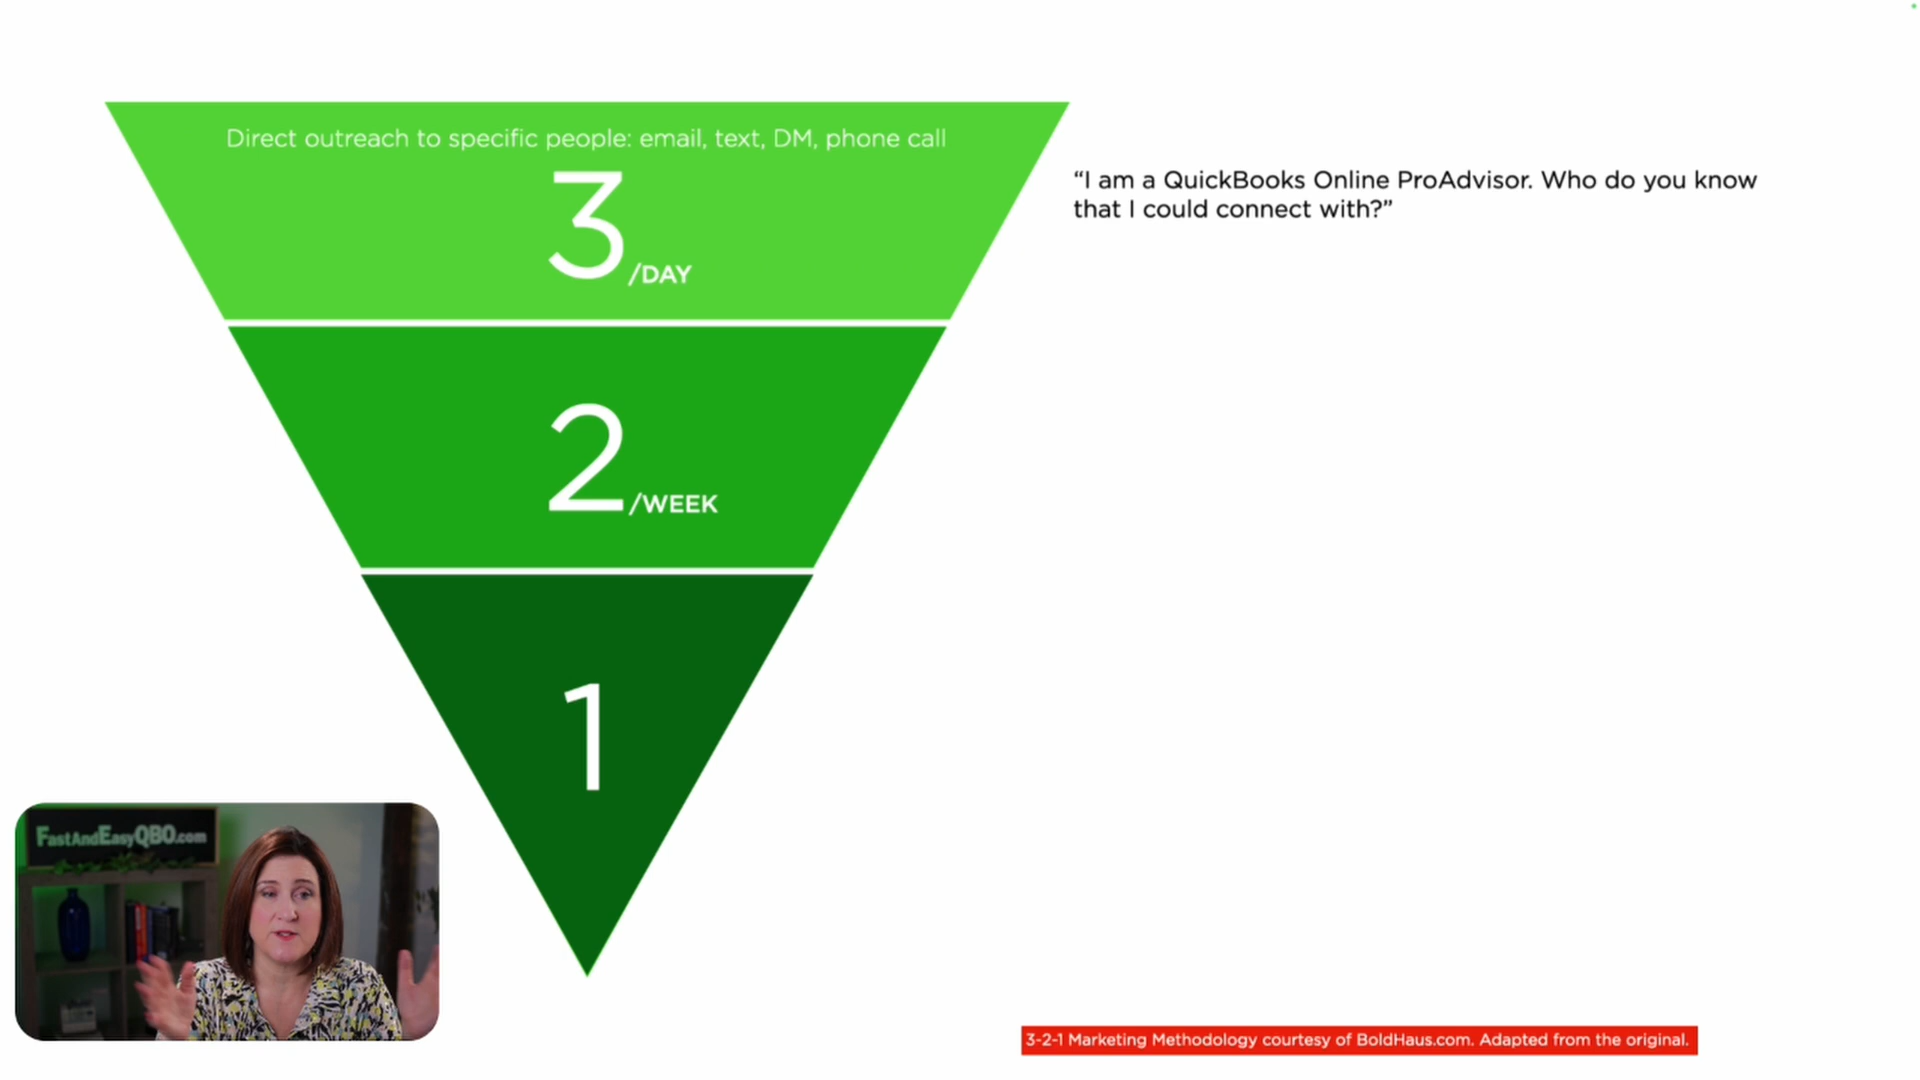 Direct outreach to specific people: email, text, DM, phone call
3/DAY
“I am a QuickBooks Online ProAdvisor. Who do you know
that I could connect with?”
2/WEEK
1
FastAndEasyQBO.com
3-2-1 Marketing Methodology courtesy of BoldHaus.com. Adapted from the original.